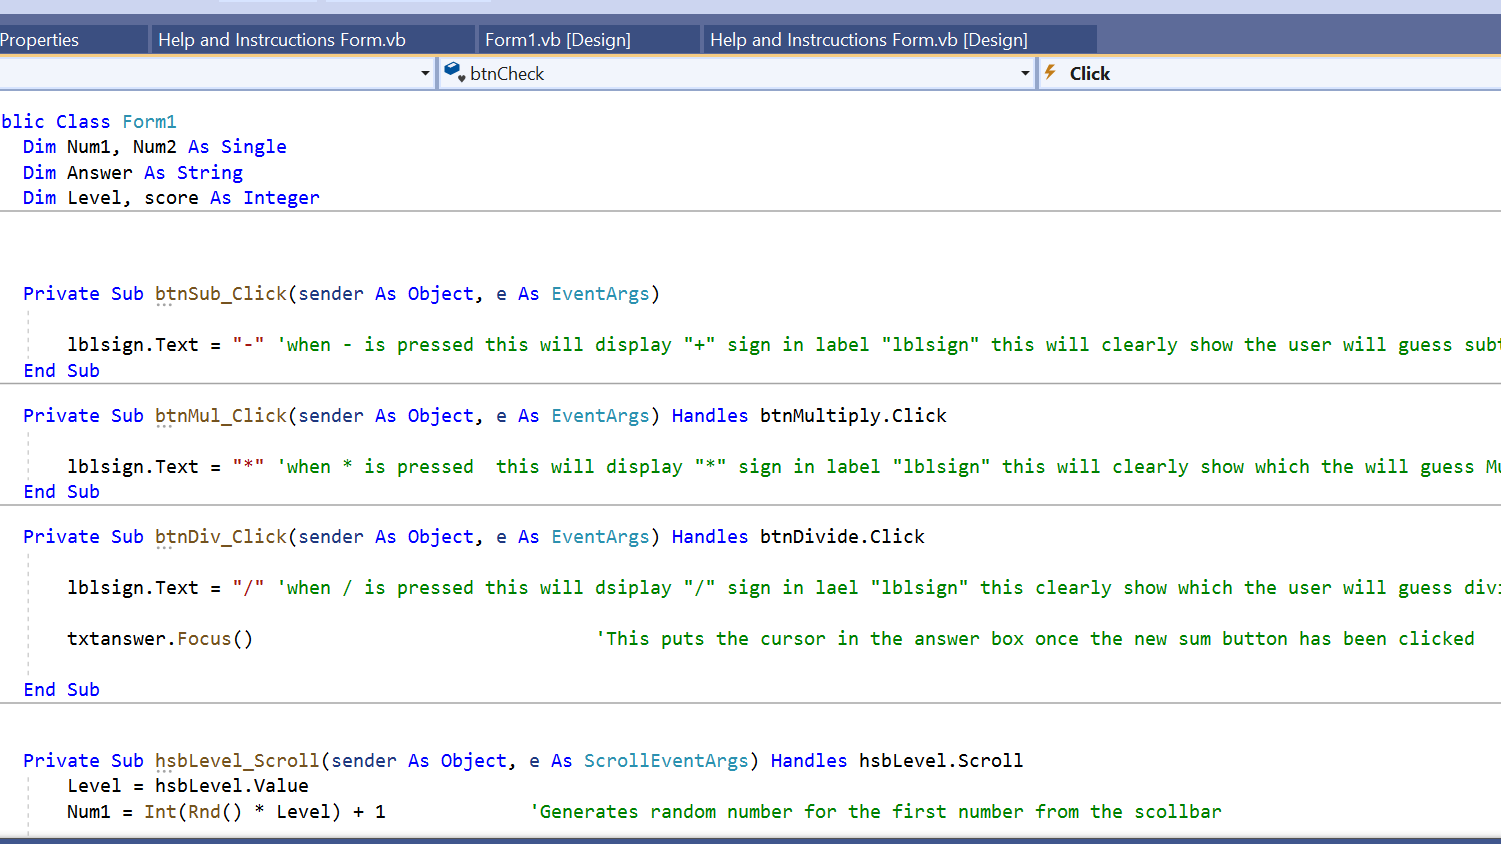 Properties
Help and Instrcuctions Form.vb
Form1.vb [Design]
Help and Instrcuctions Form.vb [Design]
btnCheck
Click
blic Class Form1
Dim Num1, Num2 As Single
Dim Answer As String
Dim Level, score As Integer
Private Sub btnSub_Click(sender As Object, e As EventArgs)
lblsign.Text = "-" 'when - is pressed this will display "+" sign in label "lblsign" this will clearly show the user will guess subt
End Sub
Private Sub btnMul_Click(sender As Object, e As EventArgs) Handles btnMultiply.Click
lblsign.Text = "*" 'when * is pressed  this will display "*" sign in label "lblsign" this will clearly show which the will guess Mu
End Sub
Private Sub btnDiv_Click(sender As Object, e As EventArgs) Handles btnDivide.Click
lblsign.Text = "/" 'when / is pressed this will dsiplay "/" sign in lael "lblsign" this clearly show which the user will guess divi
txtanswer.Focus() 'This puts the cursor in the answer box once the new sum button has been clicked
End Sub
Private Sub hsbLevel_Scroll(sender As Object, e As ScrollEventArgs) Handles hsbLevel.Scroll
Level = hsbLevel.Value
Num1 = Int(Rnd() * Level) + 1 'Generates random number for the first number from the scollbar